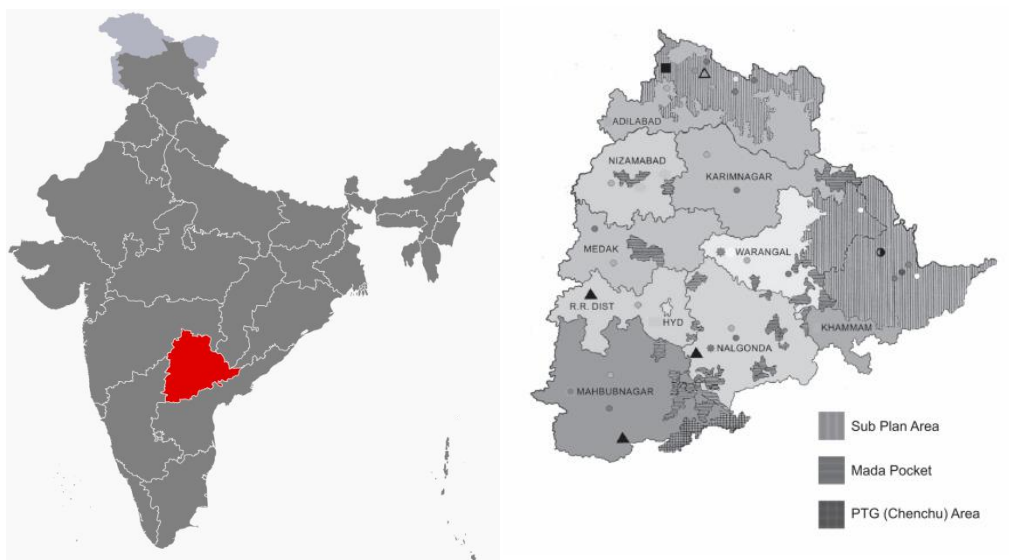 ADILABAD
NIZAMABAD
KARIMNAGAR
MEDAK
WARANGAL
R.R. DIST
HYD
KHAMMAM
NALGONDA
MAHBUBNAGAR
Sub Plan Area
Mada Pocket
PTG (Chenchu) Area